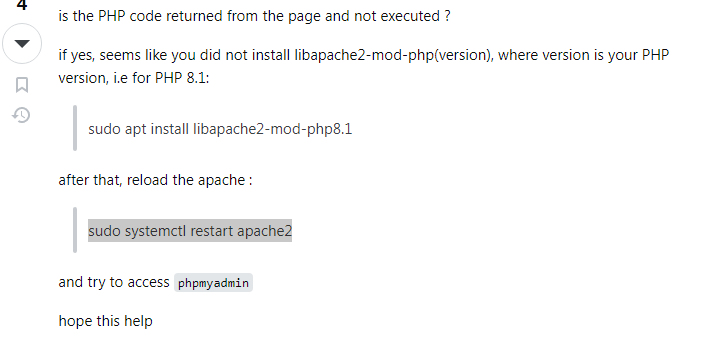 4
is the PHP code returned from the page and not executed ?
if yes, seems like you did not install libapache2-mod-php(version), where version is your PHP
version, i.e for PHP 8.1:
sudo apt install libapache2-mod-php8.1
after that, reload the apache :
sudo systemctl restart apache2
and try to access phpmyadmin
hope this help